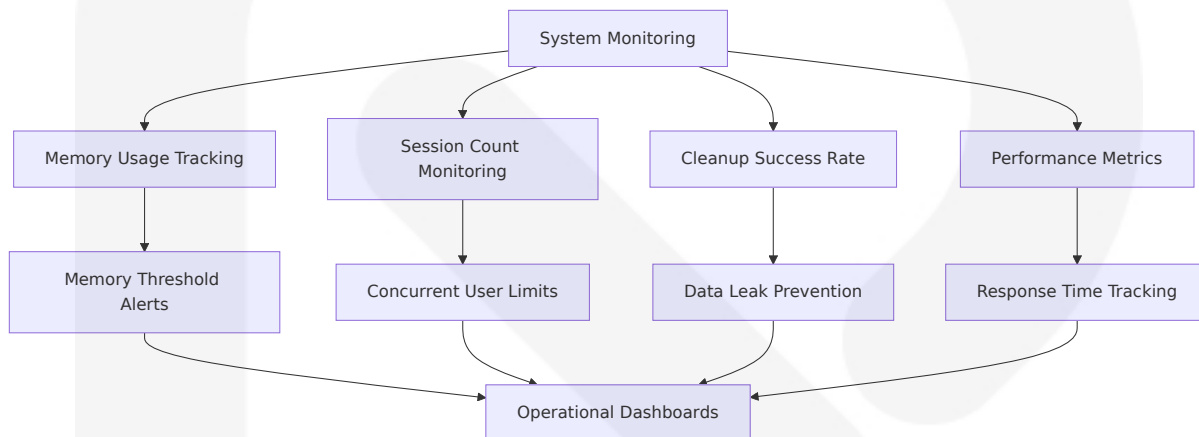 System Monitoring
Memory Usage Tracking
Session Count
Monitoring
Cleanup Success Rate
Performance Metrics
Memory Threshold
Alerts
Concurrent User Limits
Data Leak Prevention
Response Time Tracking
Operational Dashboards